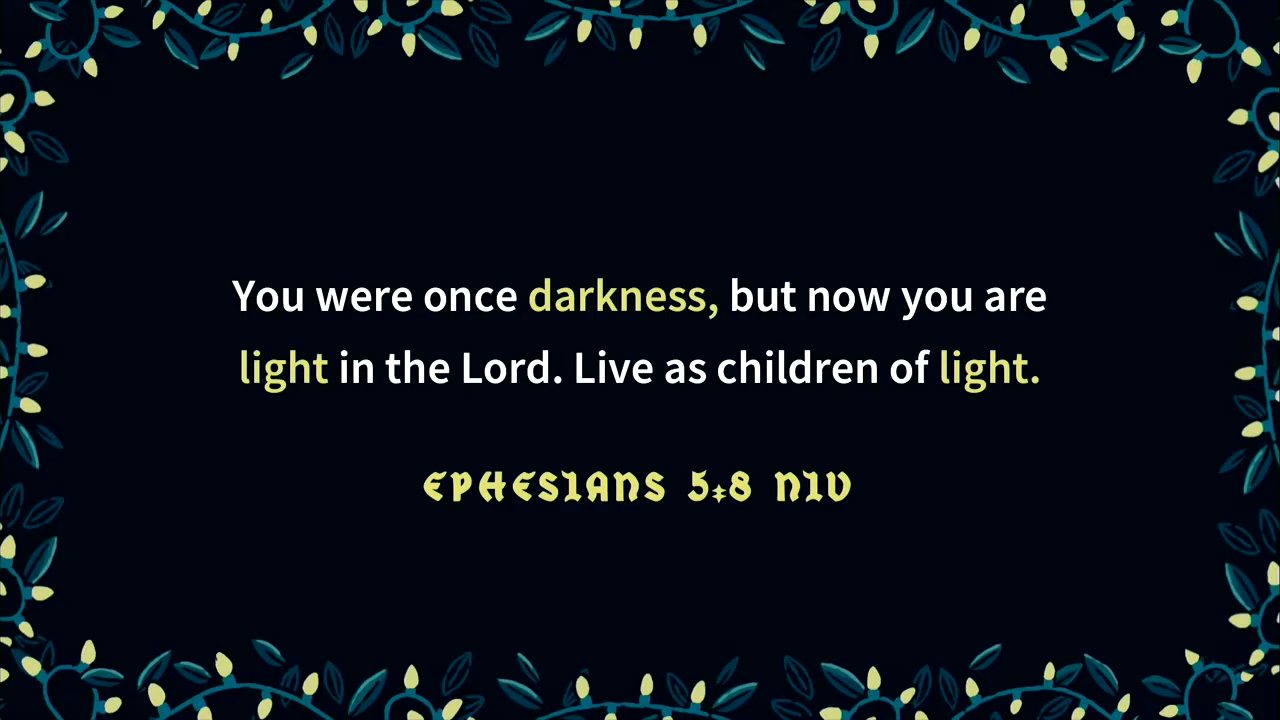 You were once darkness, but now you are
light in the Lord. Live as children of light.
EPHESIANS 5:8 NIV